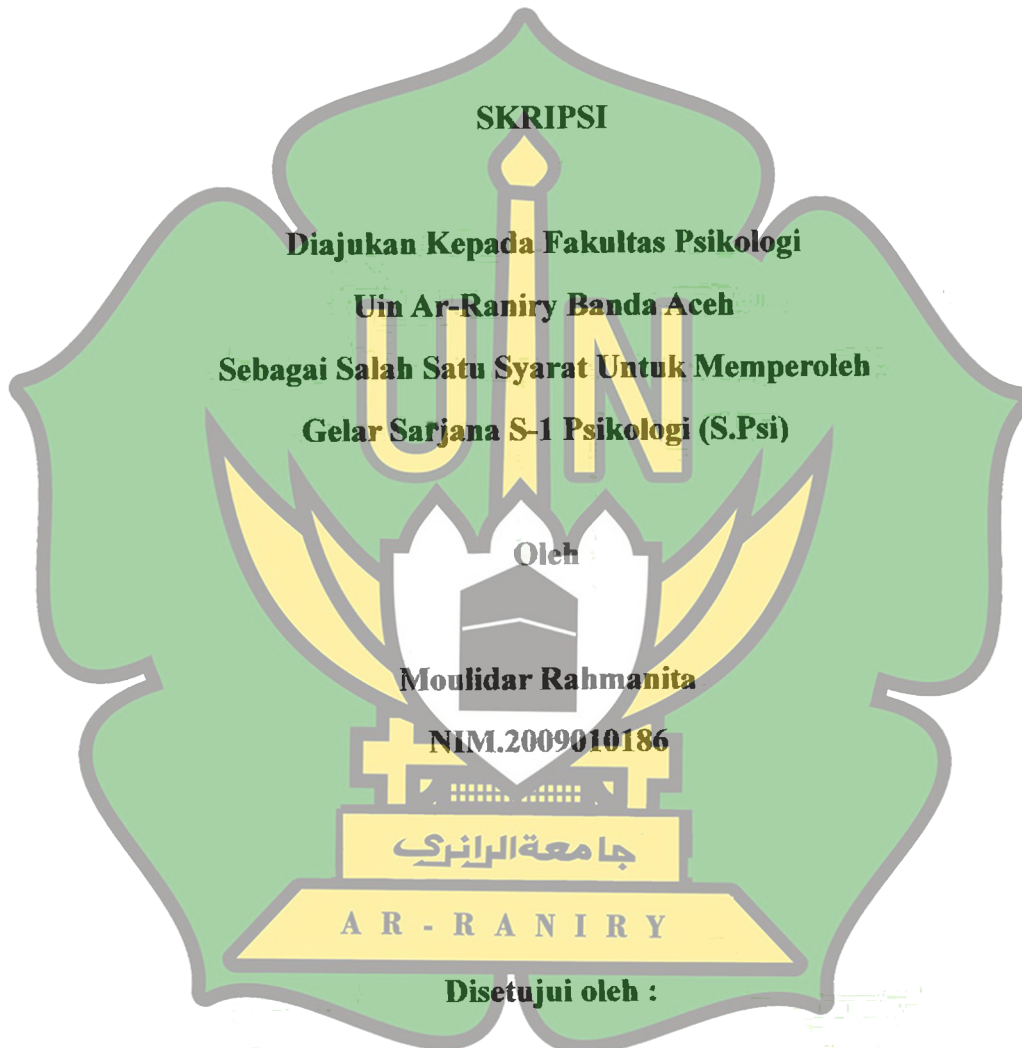 SKRIPSI
Diajukan Kepada Fakultas Psikologi
Uin Ar-Raniry Banda Aceh
Sebagai Salah Satu Syarat Untuk Memperoleh
Gelar Sarjana S-1 Psikologi (S.Psi)
UIN
Oleh
Moulidar Rahmanita
NIM.2009010186
جامعة الرانري
AR-RANIRY
Disetujui oleh :